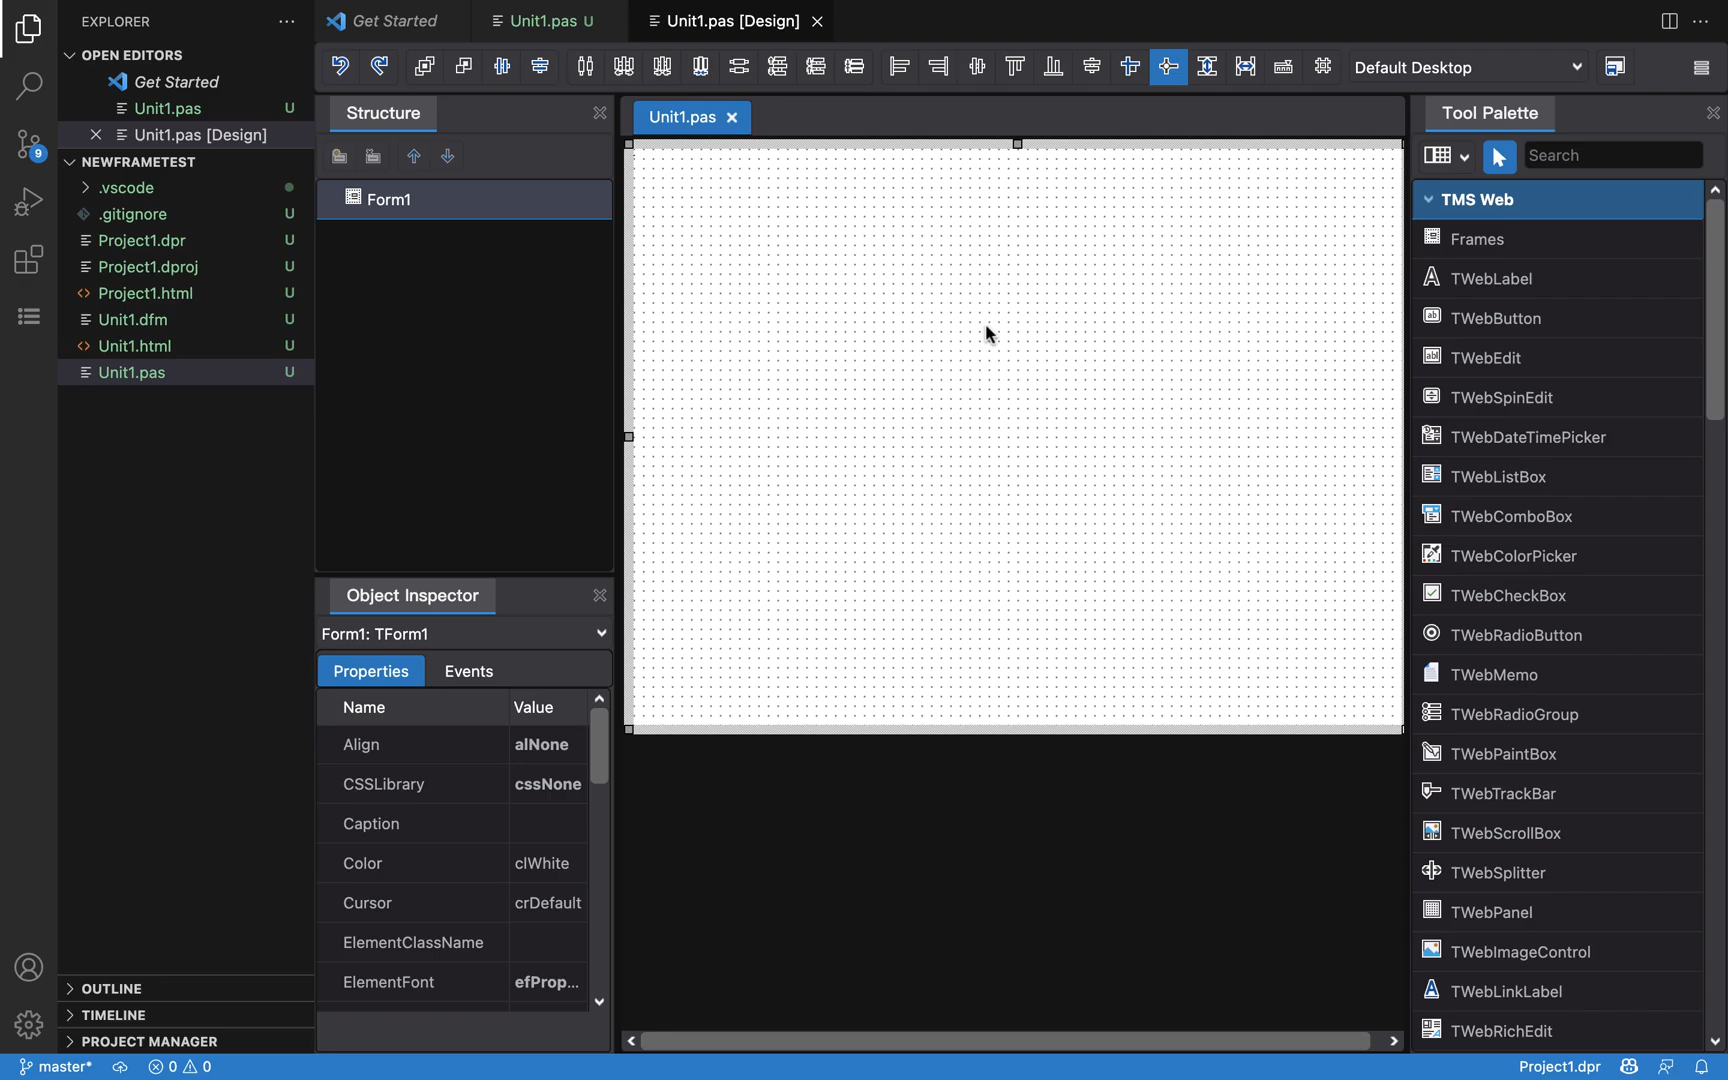 EXPLORER
OPEN EDITORS
Get Started
Unit1.pas U
Unit1.pas [Design]
NEWFRAMETEST
.vscode
.gitignore U
Project1.dpr U
Project1.dproj U
Project1.html U
Unit1.dfm U
Unit1.html U
Unit1.pas U
OUTLINE
TIMELINE
PROJECT MANAGER
9
Get Started
Unit1.pas U
Unit1.pas [Design]
Default Desktop
Structure
Form1
Object Inspector
Form1: TForm1
Properties Events
Name Value
Align alNone
CSSLibrary cssNone
Caption
Color clWhite
Cursor crDefault
ElementClassName
ElementFont efProp...
Unit1.pas
Tool Palette
Search
TMS Web
Frames
TWebLabel
TWebButton
TWebEdit
TWebSpinEdit
TWebDateTimePicker
TWebListBox
TWebComboBox
TWebColorPicker
TWebCheckBox
TWebRadioButton
TWebMemo
TWebRadioGroup
TWebPaintBox
TWebTrackBar
TWebScrollBox
TWebSplitter
TWebPanel
TWebImageControl
TWebLinkLabel
TWebRichEdit
master* 0 0
Project1.dpr